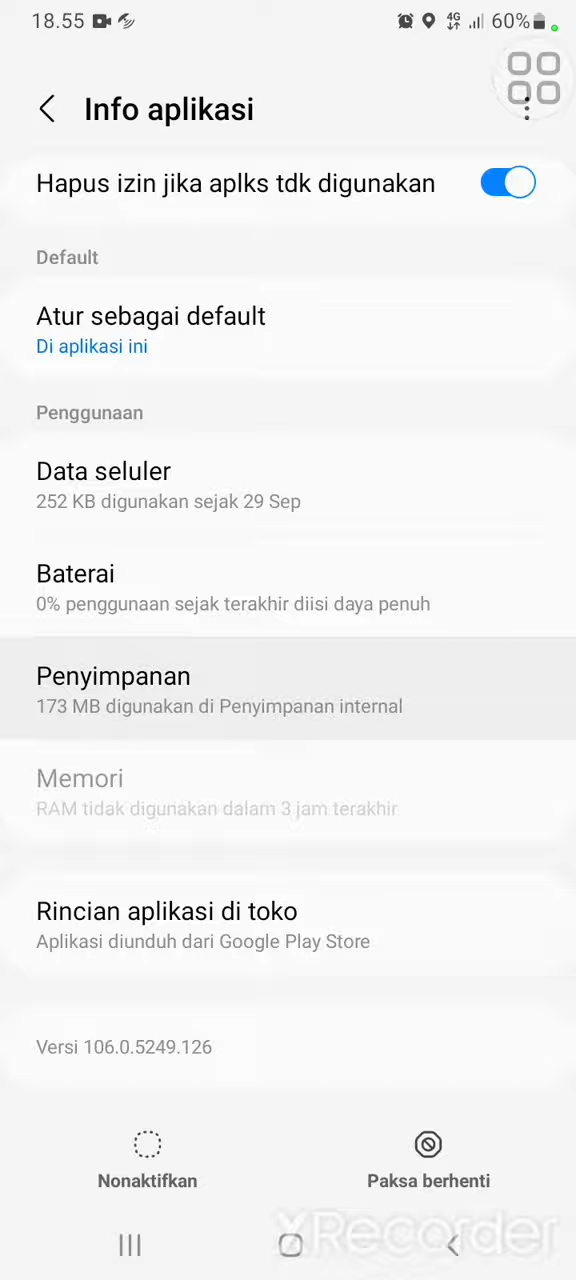 18.55
4G
60%
Info aplikasi
Hapus izin jika aplks tdk digunakan
Default
Atur sebagai default
Di aplikasi ini
Penggunaan
Data seluler
252 KB digunakan sejak 29 Sep
Baterai
0% penggunaan sejak terakhir diisi daya penuh
Penyimpanan
173 MB digunakan di Penyimpanan internal
Memori
RAM tidak digunakan dalam 3 jam terakhir
Rincian aplikasi di toko
Aplikasi diunduh dari Google Play Store
Versi 106.0.5249.126
Nonaktifkan
Paksa berhenti
XRecorder